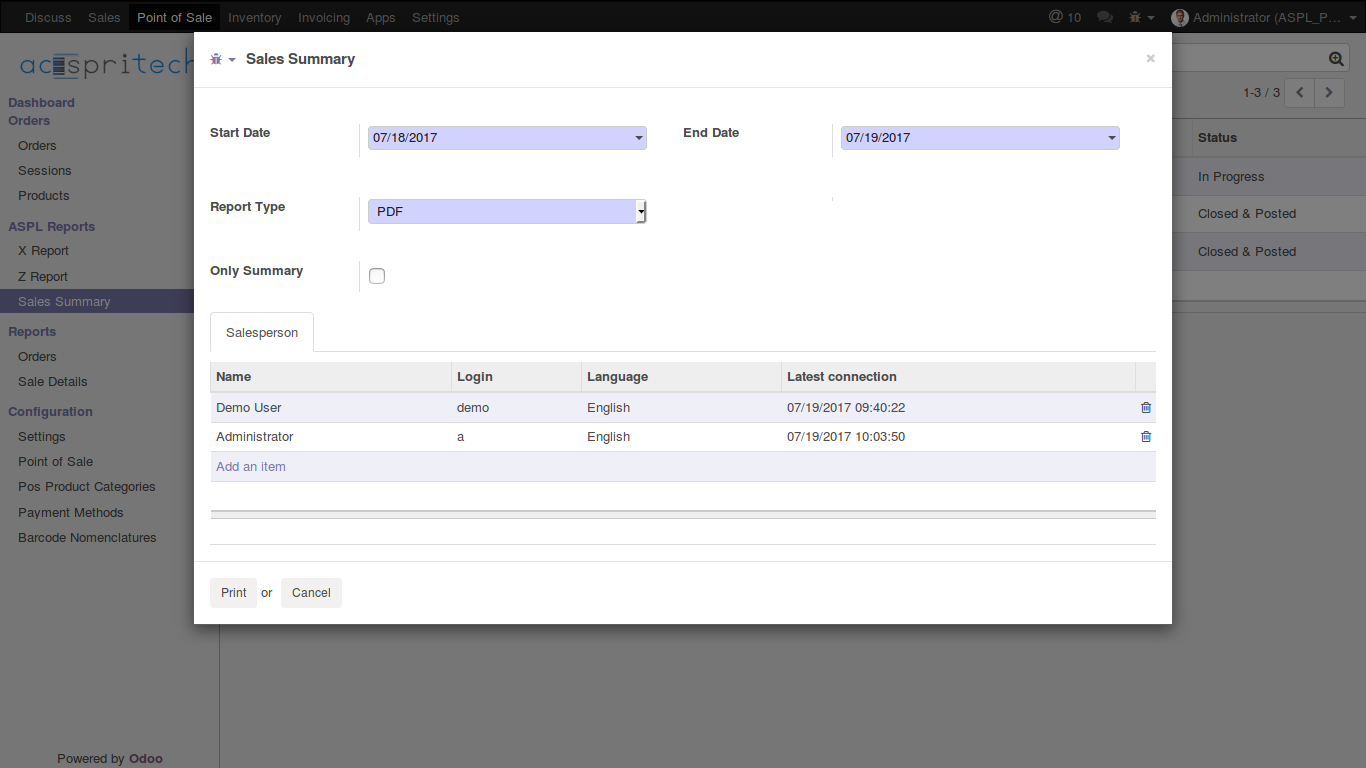 Discuss Sales Point of Sale Inventory Invoicing Apps Settings @ 10 Administrator (ASPL_P...
Sales Summary ×
acespritech
1-3 / 3
Dashboard
Orders
Orders
Sessions
Products
ASPL Reports
X Report
Z Report
Sales Summary
Reports
Orders
Sale Details
Configuration
Settings
Point of Sale
Pos Product Categories
Payment Methods
Barcode Nomenclatures
Powered by Odoo
Start Date 07/18/2017 End Date 07/19/2017
Report Type PDF
Only Summary
Salesperson
Name Login Language Latest connection
Demo User demo English 07/19/2017 09:40:22
Administrator a English 07/19/2017 10:03:50
Add an item
Print or Cancel
Status
In Progress
Closed & Posted
Closed & Posted